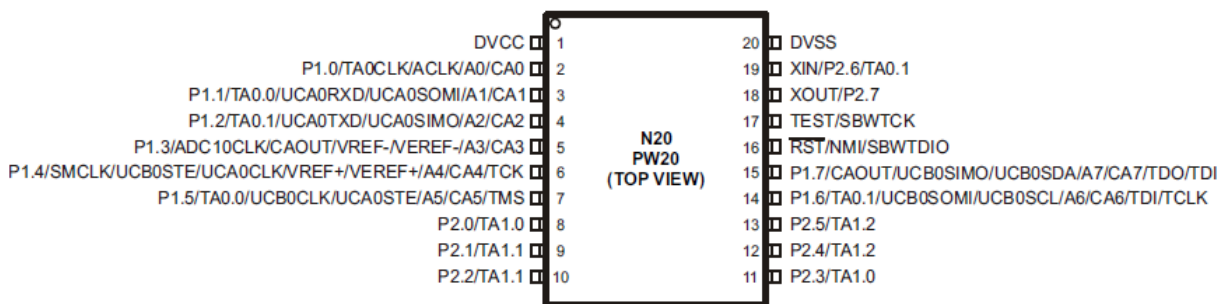 DVCC 1 20 DVSS
P1.0/TA0CLK/ACLK/A0/CA0 2 19 XIN/P2.6/TA0.1
P1.1/TA0.0/UCA0RXD/UCA0SOMI/A1/CA1 3 18 XOUT/P2.7
P1.2/TA0.1/UCA0TXD/UCA0SIMO/A2/CA2 4 17 TEST/SBWTCK
P1.3/ADC10CLK/CAOUT/VREF-/VEREF-/A3/CA3 5 16 RST/NMI/SBWTDIO
P1.4/SMCLK/UCB0STE/UCA0CLK/VREF+/VEREF+/A4/CA4/TCK 6 15 P1.7/CAOUT/UCB0SIMO/UCB0SDA/A7/CA7/TDO/TDI
P1.5/TA0.0/UCB0CLK/UCA0STE/A5/CA5/TMS 7 14 P1.6/TA0.1/UCB0SOMI/UCB0SCL/A6/CA6/TDI/TCLK
P2.0/TA1.0 8 13 P2.5/TA1.2
P2.1/TA1.1 9 12 P2.4/TA1.2
P2.2/TA1.1 10 11 P2.3/TA1.0
N20
PW20
(TOP VIEW)